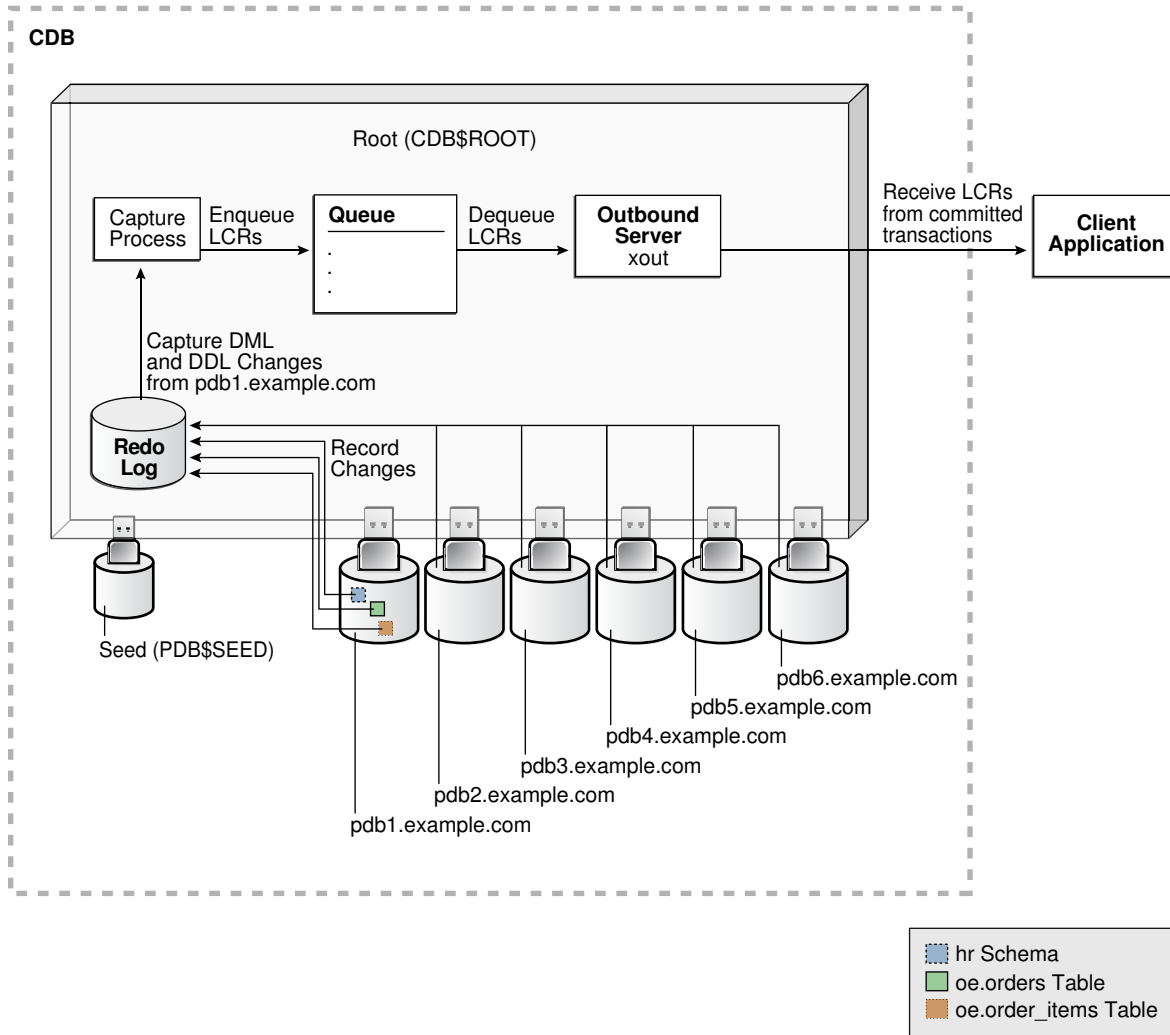 CDB
Root (CDB$ROOT)
Capture
Process
Enqueue
LCRs
Queue
.
.
.
Dequeue
LCRs
Outbound
Server
xout
Receive LCRs
from committed
transactions
Client
Application
Capture DML
and DDL Changes
from pdb1.example.com
Redo
Log
Record
Changes
Seed (PDB$SEED)
pdb6.example.com
pdb5.example.com
pdb4.example.com
pdb3.example.com
pdb2.example.com
pdb1.example.com
hr Schema
oe.orders Table
oe.order_items Table